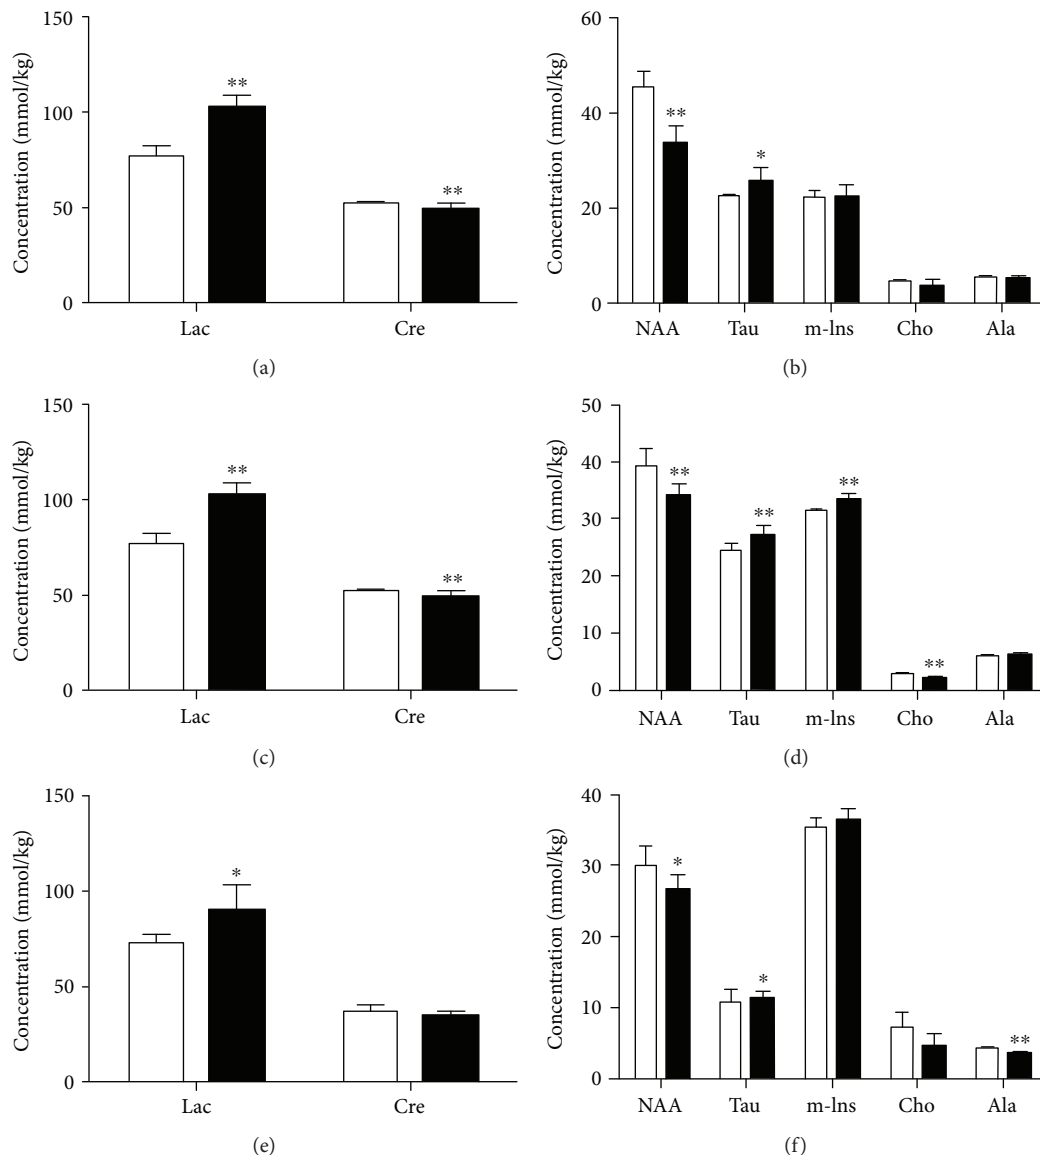 150
100
50
0
Concentration (mmol/kg)
**
**
Lac Cre
(a)
60
40
20
0
Concentration (mmol/kg)
**
*
NAA Tau m-lns Cho Ala
(b)
150
100
50
0
Concentration (mmol/kg)
**
**
Lac Cre
(c)
50
40
30
20
10
0
Concentration (mmol/kg)
**
**
**
**
NAA Tau m-lns Cho Ala
(d)
150
100
50
0
Concentration (mmol/kg)
*
Lac Cre
(e)
40
30
20
10
0
Concentration (mmol/kg)
*
*
**
NAA Tau m-lns Cho Ala
(f)